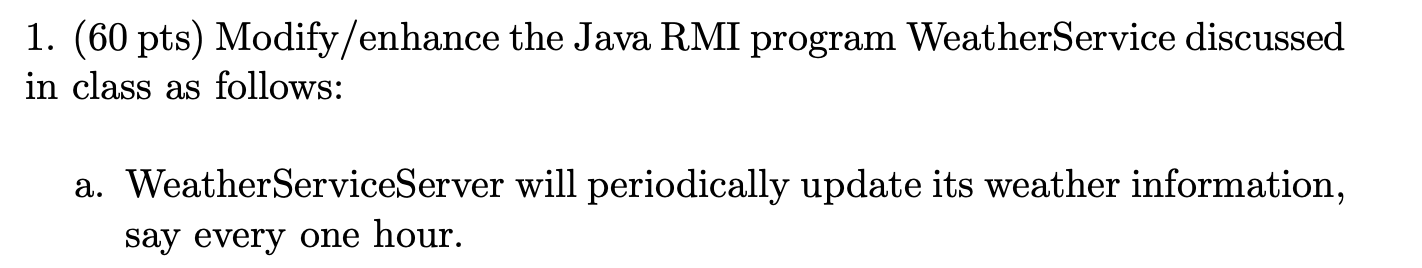 1. (60 pts) Modify/enhance the Java RMI program WeatherService discussed
in class as follows:
a. WeatherServiceServer will periodically update its weather information,
say every one hour.